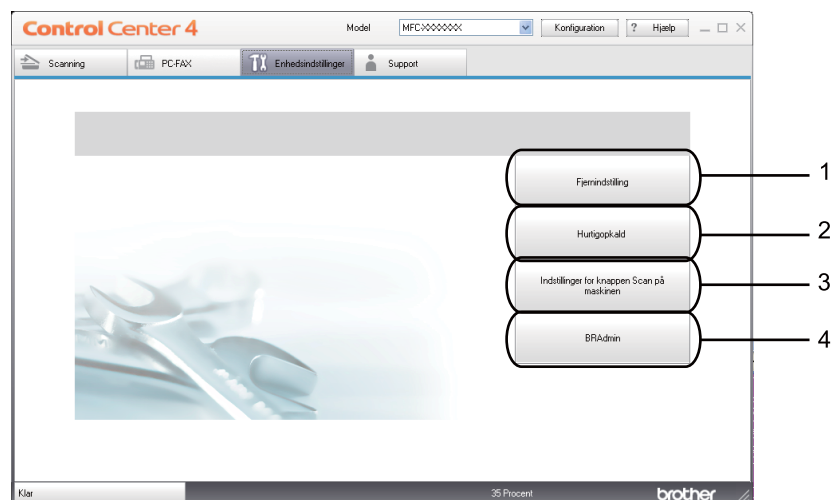 Control Center 4
Model
MFC-XXXXXX
Konfiguration
? Hjælp
Scanning
PC-FAX
Enhedsindstillinger
Support
Fjernindstilling
1
Hurtigopkald
2
Indstillinger for knappen Scan på
maskinen
3
BRAdmin
4
Klar
35 Procent
brother